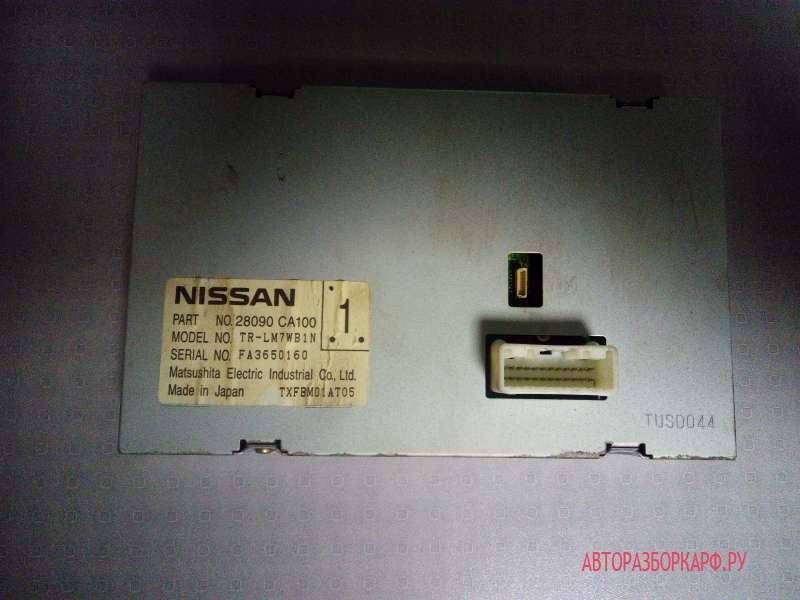 NISSAN
1
PART NO. 28090 CA100
MODEL NO. TR-LM7WB1N
SERIAL NO. FA3650160
Matsushita Electric Industrial Co., Ltd.
Made in Japan TXFBM01AT05
TUSD044
АВТОРАЗБОРКАРФ.РУ